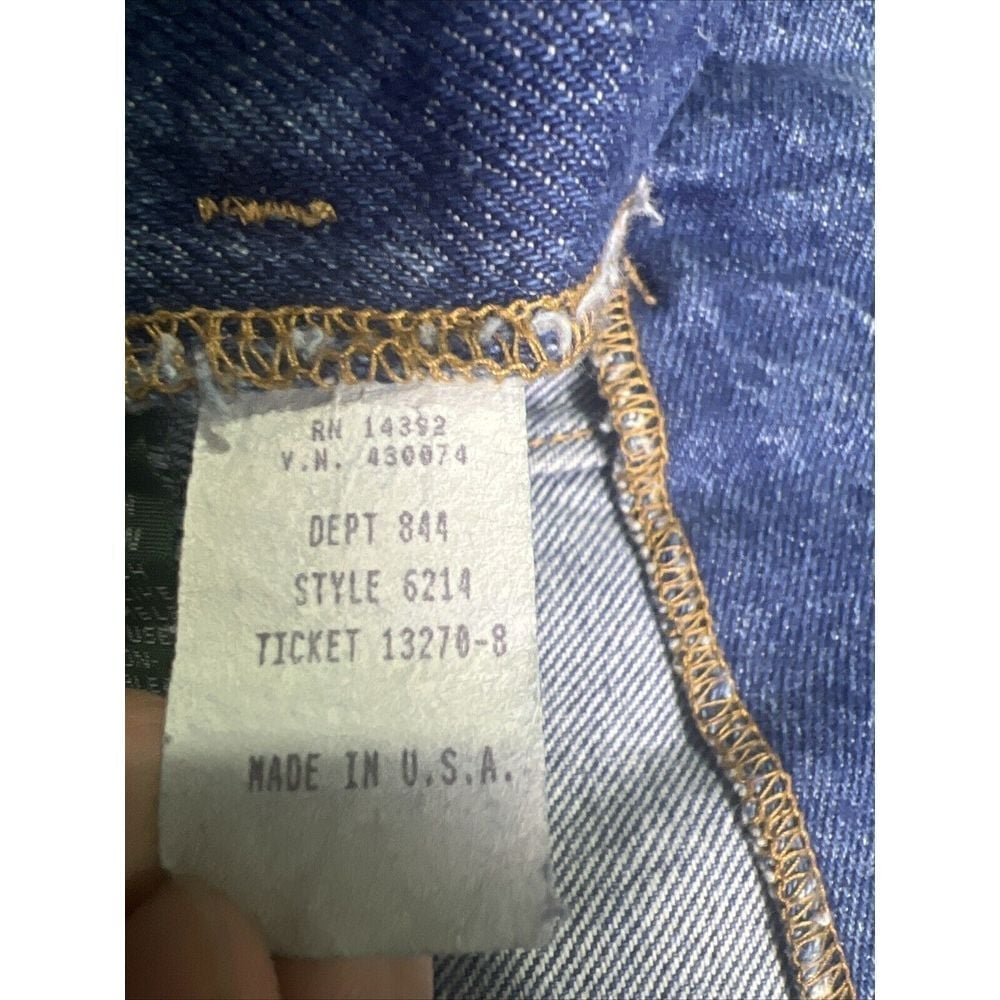 RN 14392
V.N. 430074
DEPT 844
STYLE 6214
TICKET 13270-8
MADE IN U.S.A.